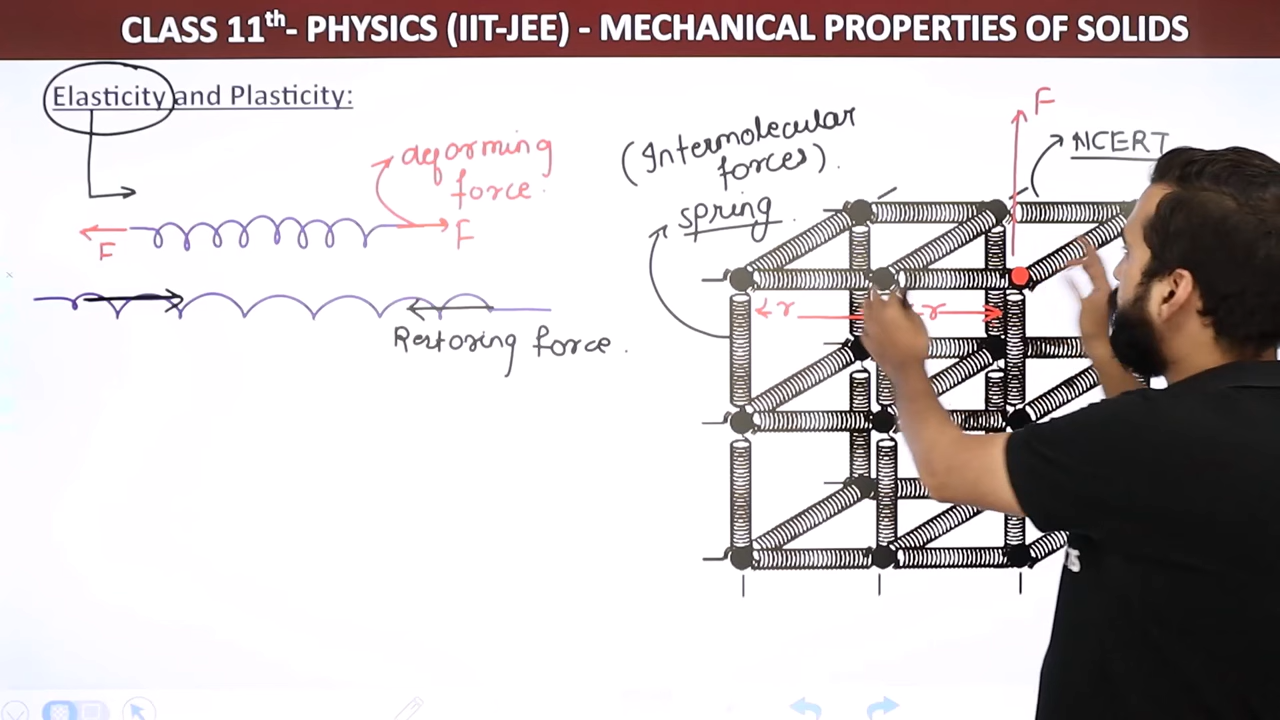 CLASS 11th- PHYSICS (IIT-JEE) - MECHANICAL PROPERTIES OF SOLIDS
Elasticity and Plasticity:
deforming
force.
F
F
Restoring force.
(Intermolecular
forces).
spring.
F
NCERT
r
r